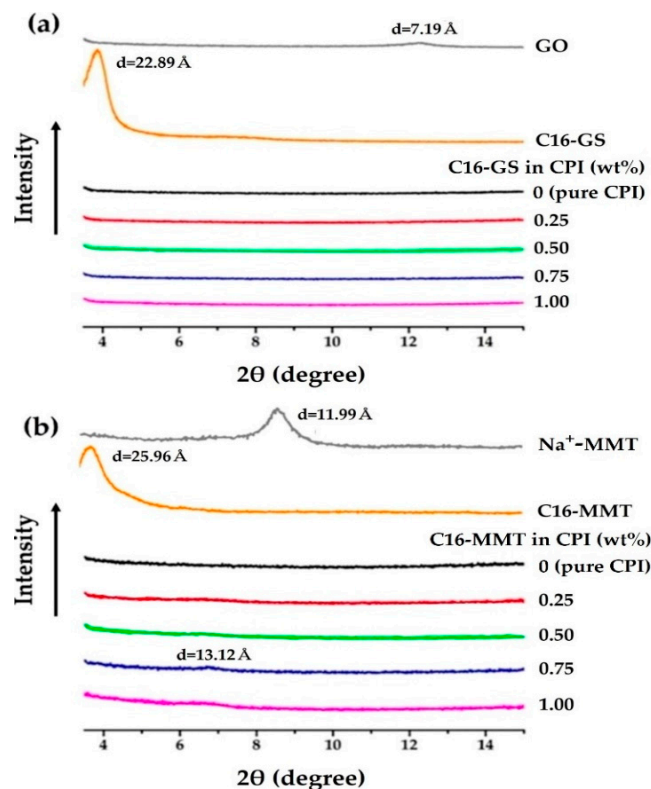 (a)
d=7.19 Å
GO
d=22.89 Å
C16-GS
C16-GS in CPI (wt%)
0 (pure CPI)
0.25
0.50
0.75
1.00
Intensity
4 6 8 10 12 14
2θ (degree)
(b)
d=11.99 Å
Na⁺-MMT
d=25.96 Å
C16-MMT
C16-MMT in CPI (wt%)
0 (pure CPI)
0.25
0.50
d=13.12 Å
0.75
1.00
Intensity
4 6 8 10 12 14
2θ (degree)